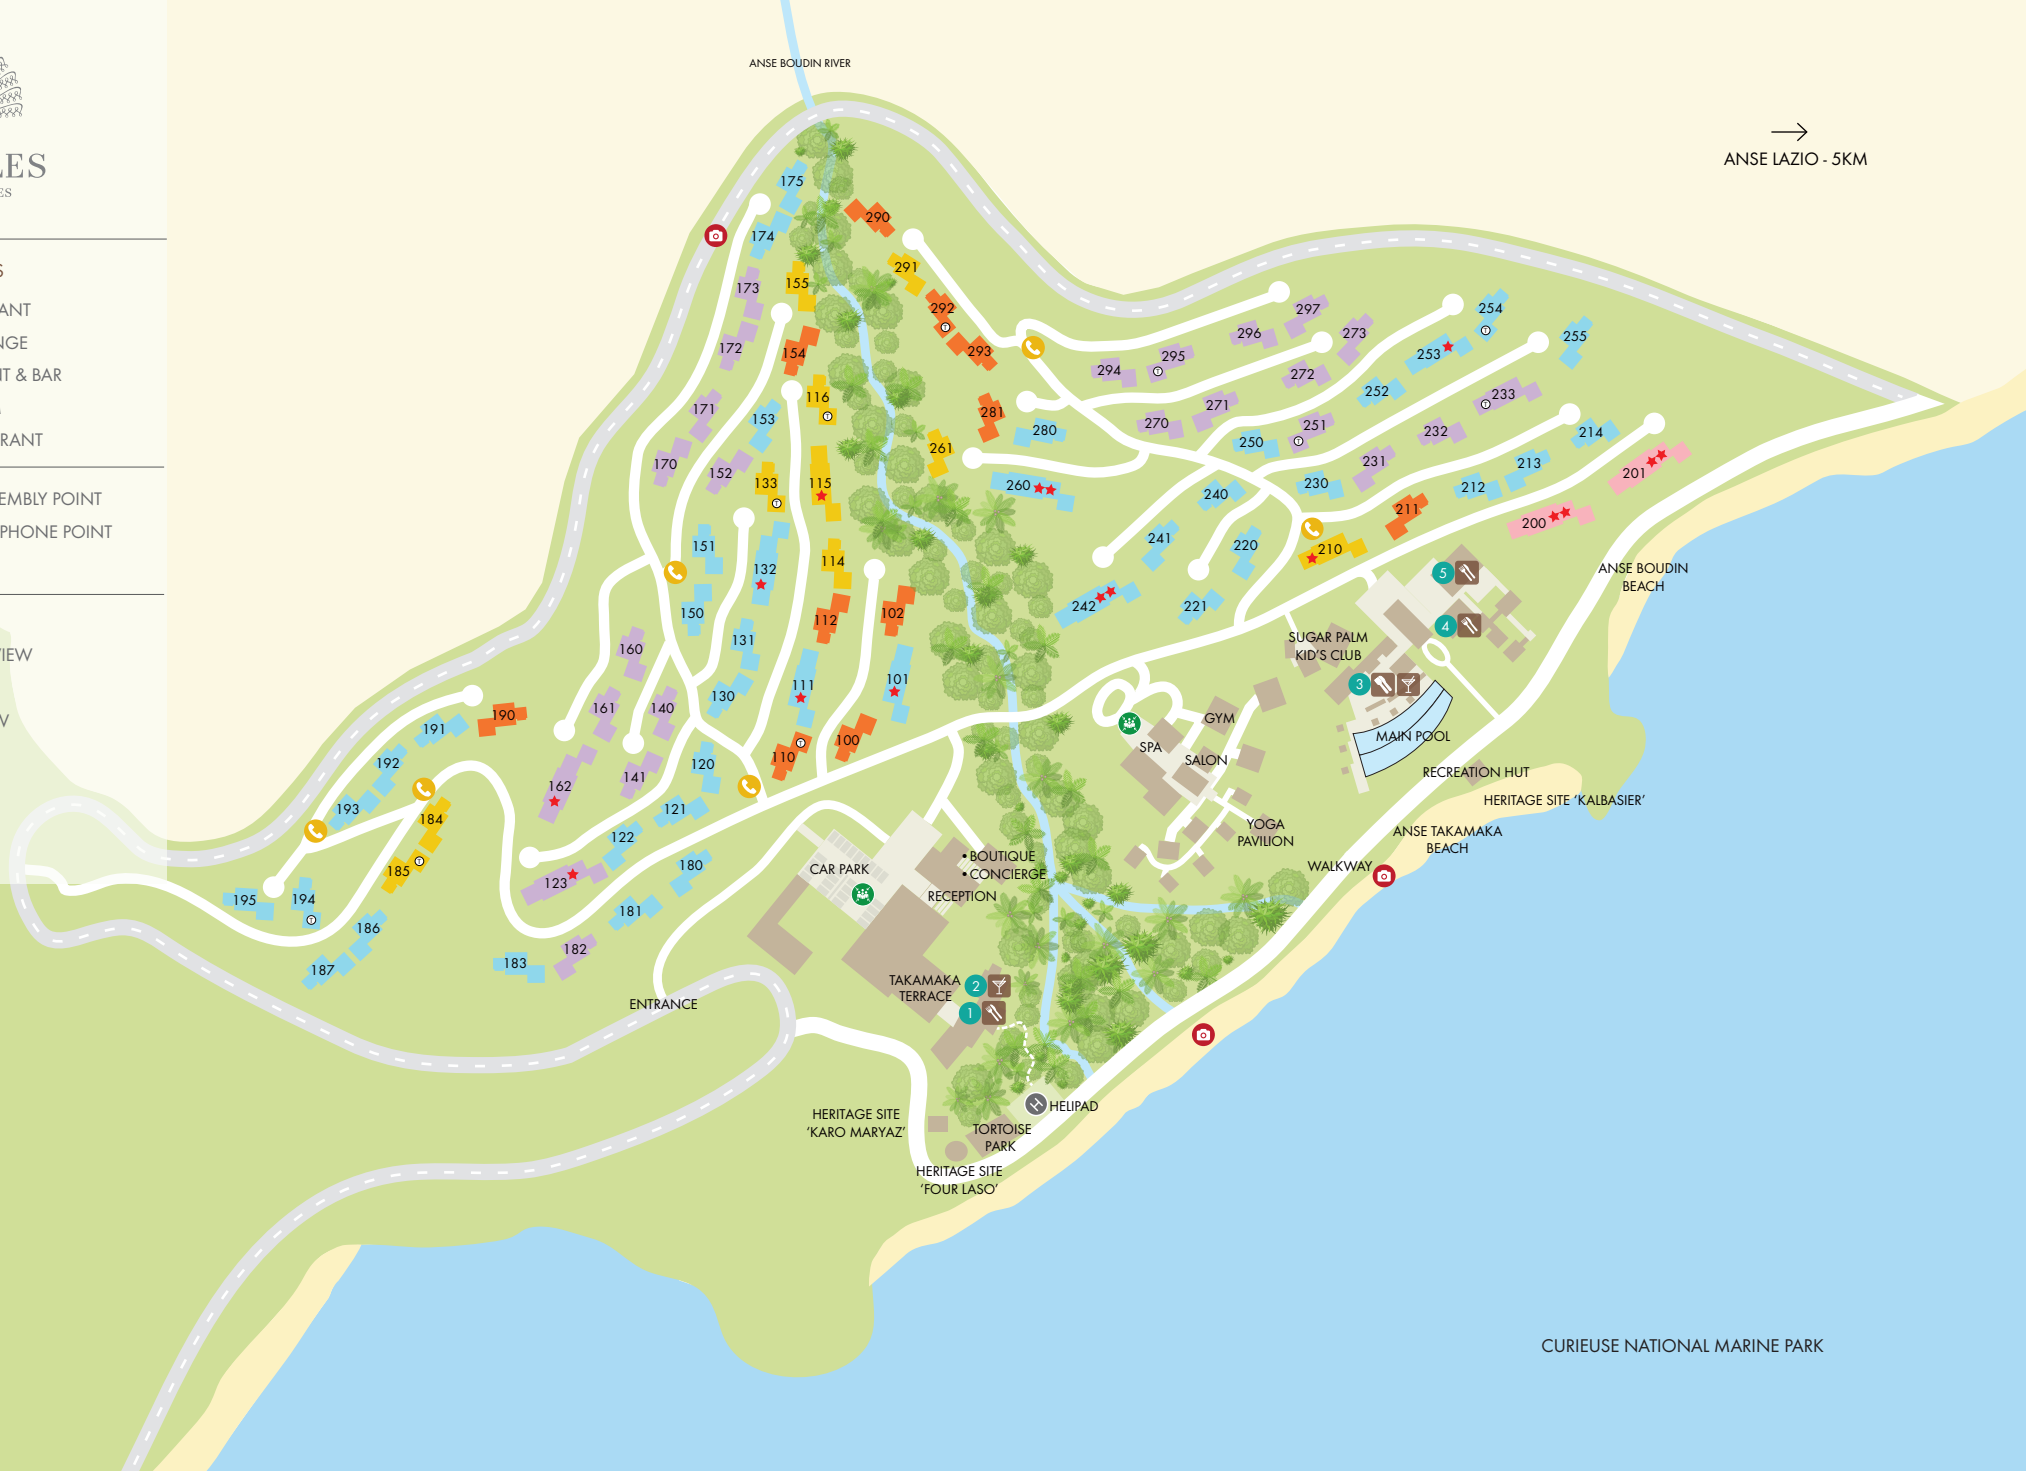 ANSE BOUDIN RIVER
ANSE LAZIO - 5KM
LES
ES
S
ANT
NGE
IT & BAR
RANT
EMBLY POINT
PHONE POINT
IEW
175
174
290
291
173
155
292
172
154
293
297
296
273
254
255
253
294
295
272
252
233
116
171
153
281
280
271
270
251
250
232
214
261
170
152
133
115
260
231
230
213
212
201
240
211
200
151
132
114
241
220
210
242
221
150
112
102
131
160
111
101
130
161
140
190
191
110
100
120
141
162
192
193
121
122
184
185
180
123
181
195
194
186
187
182
183
5
4
3
2
1
ANSE BOUDIN
BEACH
SUGAR PALM
KID'S CLUB
GYM
SPA
SALON
MAIN POOL
RECREATION HUT
HERITAGE SITE ‘KALBASIER’
YOGA
PAVILION
ANSE TAKAMAKA
BEACH
WALKWAY
CAR PARK
• BOUTIQUE
• CONCIERGE
RECEPTION
TAKAMAKA
TERRACE
ENTRANCE
HELIPAD
HERITAGE SITE
‘KARO MARYAZ’
TORTOISE
PARK
HERITAGE SITE
‘FOUR LASO’
CURIEUSE NATIONAL MARINE PARK